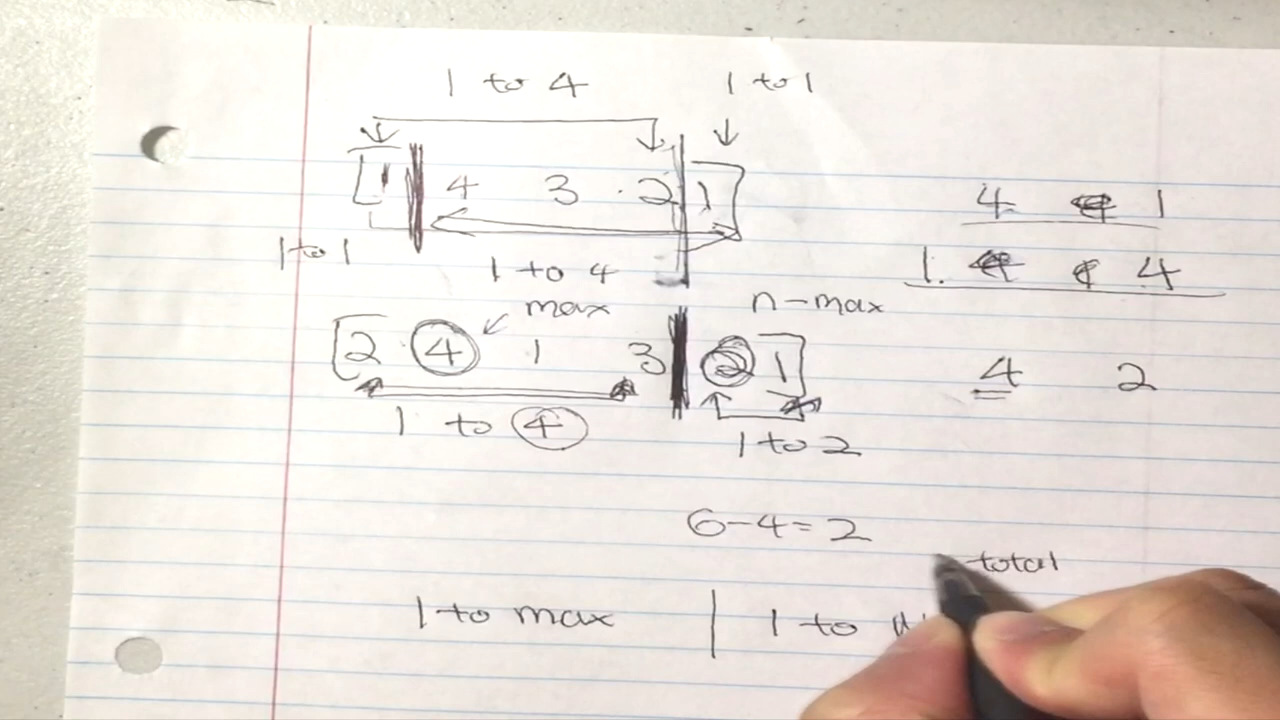 1 to 4 1 to 1
1 4 3 2 1 4 1
1 to 1 1 to 4 1 4
max n-max
2 4 1 3 2 1 4 2
1 to 4 1 to 2
6-4=2
total
1 to max 1 to